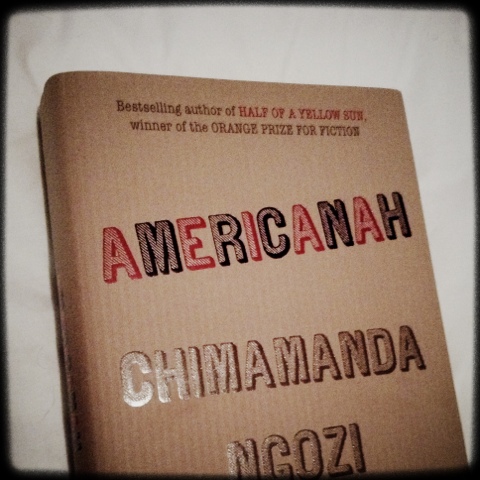 Bestselling author of HALF OF A YELLOW SUN,
winner of the ORANGE PRIZE FOR FICTION
AMERICANAH
CHIMAMANDA
NGOZI